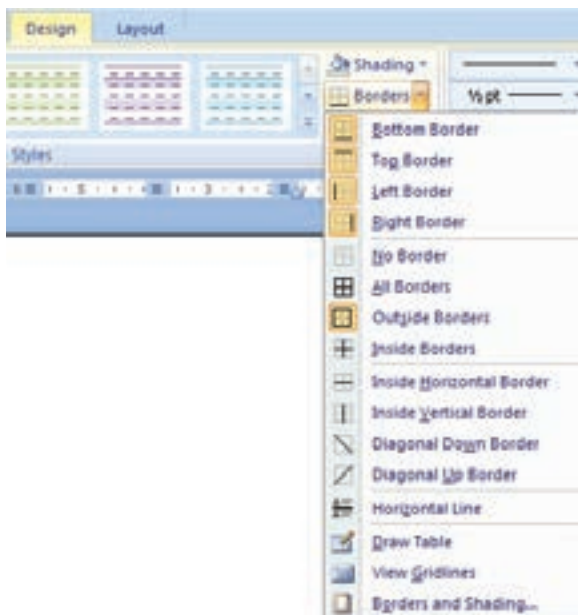 Design Layout
Shading
Borders ½ pt
Styles
Bottom Border
Top Border
Left Border
Right Border
No Border
All Borders
Outside Borders
Inside Borders
Inside Horizontal Border
Inside Vertical Border
Diagonal Down Border
Diagonal Up Border
Horizontal Line
Draw Table
View Gridlines
Borders and Shading...